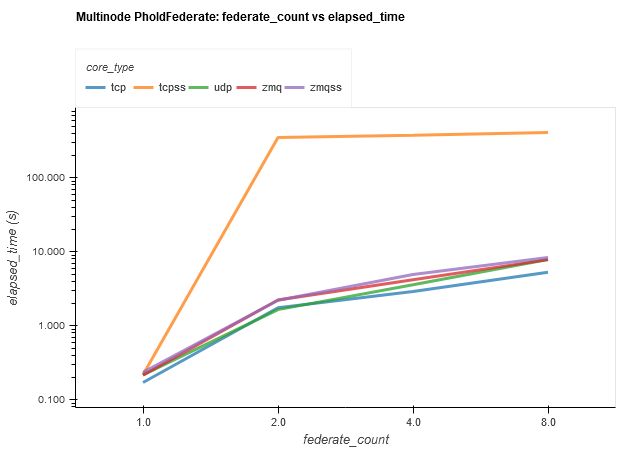 Multinode PholdFederate: federate_count vs elapsed_time
core_type
tcp tcpss udp zmq zmqss
elapsed_time (s)
100.000
10.000
1.000
0.100
1.0 2.0 4.0 8.0
federate_count